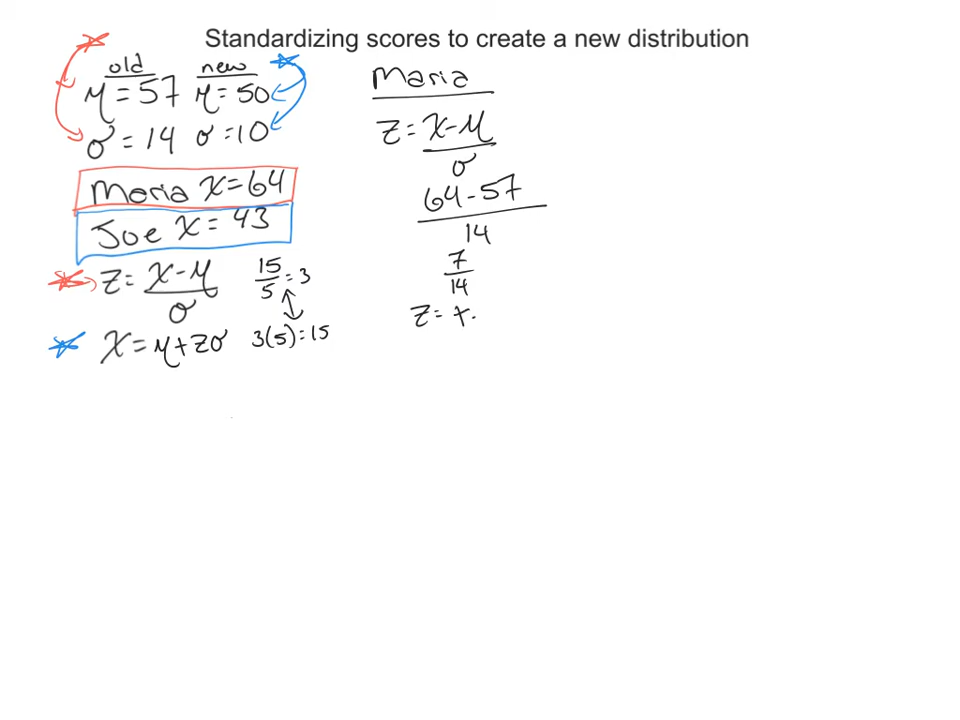 Standardizing scores to create a new distribution
old new
μ = 57 μ = 50
σ = 14 σ = 10
Maria x = 64
Joe x = 43
z = x - μ / σ
15 / 5 = 3
x = μ + zσ
3(5) = 15
Maria
z = x - μ / σ
64 - 57 / 14
7 / 14
z = +.